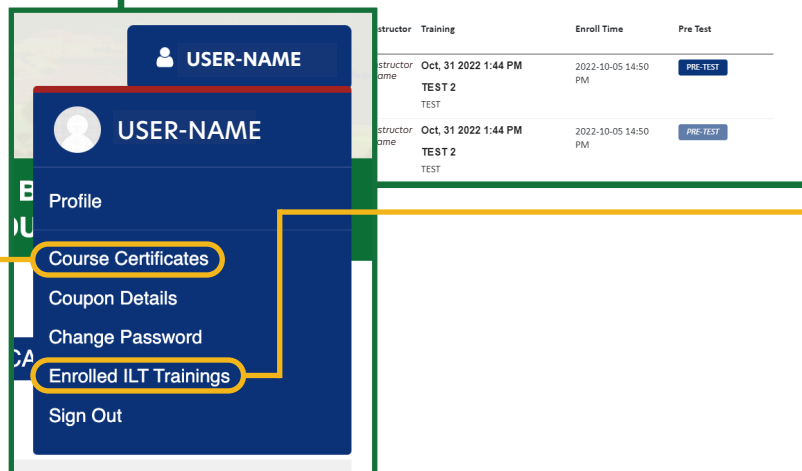 USER-NAME
USER-NAME
Profile
Course Certificates
Coupon Details
Change Password
Enrolled ILT Trainings
Sign Out
Training Enroll Time Pre Test
Oct, 31 2022 1:44 PM 2022-10-05 14:50 PM PRE-TEST
TEST 2
TEST
Oct, 31 2022 1:44 PM 2022-10-05 14:50 PM PRE-TEST
TEST 2
TEST